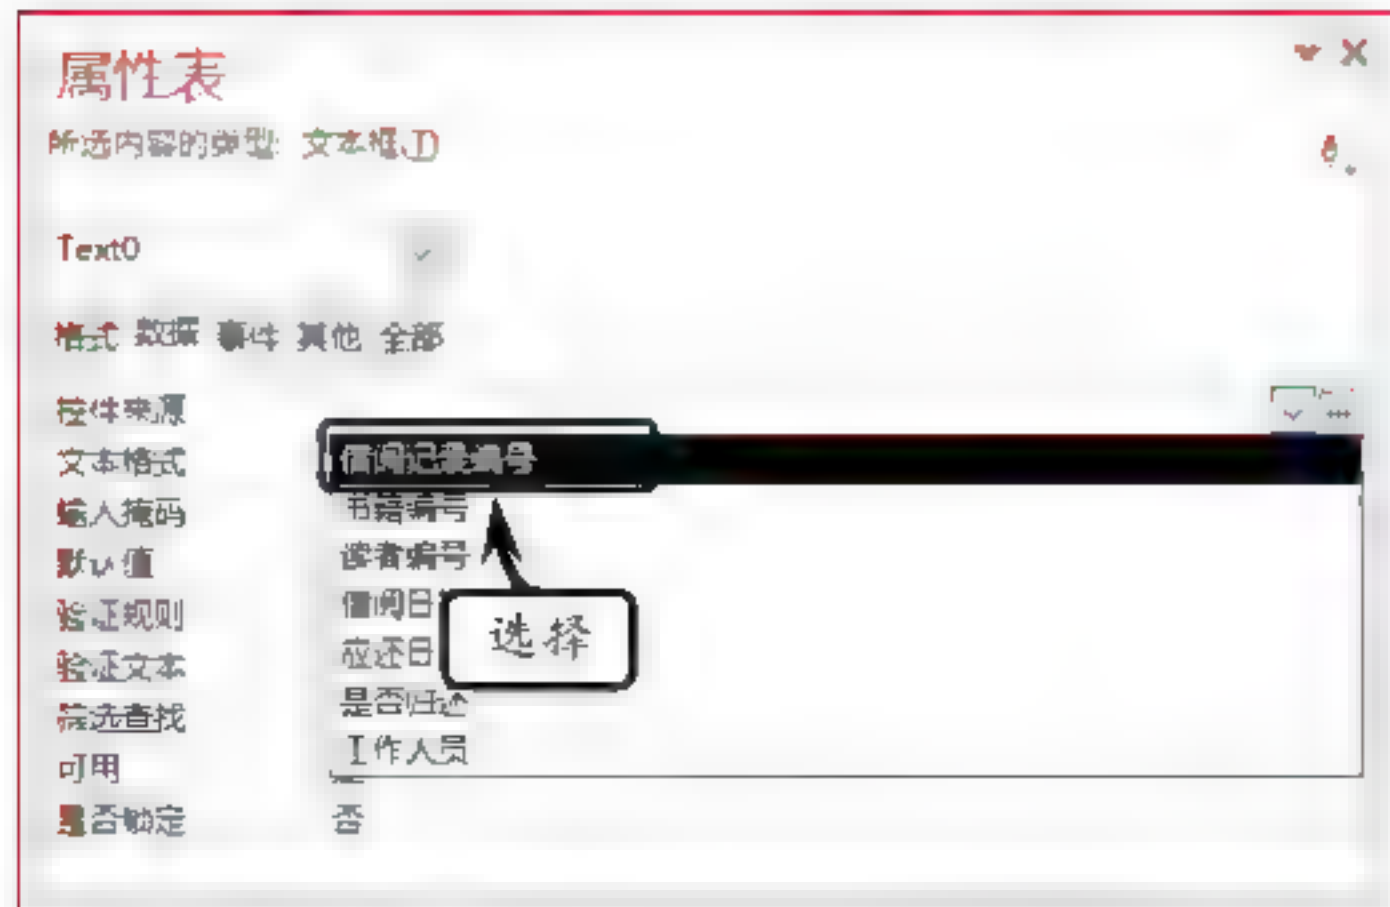 属性表
所选内容的类型: 文本框(T)
Text0
格式 数据 事件 其他 全部
控件来源
文本格式
输入掩码
默认值
验证规则
验证文本
筛选查找
可用
是否锁定 否
借阅记录编号
书籍编号
读者编号
借阅日
应还日
是否归还
工作人员
选择